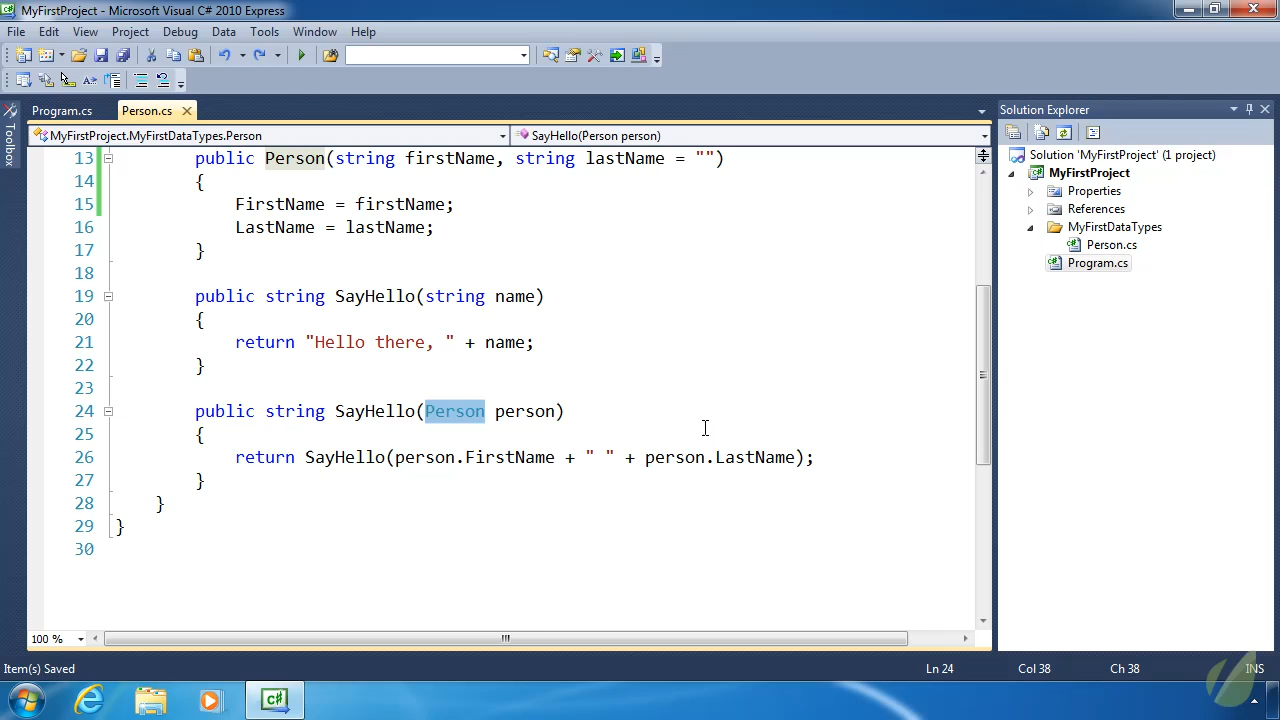 MyFirstProject - Microsoft Visual C# 2010 Express
File Edit View Project Debug Data Tools Window Help
Toolbox
Program.cs Person.cs
MyFirstProject.MyFirstDataTypes.Person SayHello(Person person)
13 public Person(string firstName, string lastName = "")
14 {
15 FirstName = firstName;
16 LastName = lastName;
17 }
18
19 public string SayHello(string name)
20 {
21 return "Hello there, " + name;
22 }
23
24 public string SayHello(Person person)
25 {
26 return SayHello(person.FirstName + " " + person.LastName);
27 }
28 }
29 }
30
100 %
Solution Explorer
Solution 'MyFirstProject' (1 project)
MyFirstProject
Properties
References
MyFirstDataTypes
Person.cs
Program.cs
Item(s) Saved Ln 24 Col 38 Ch 38 INS
C#